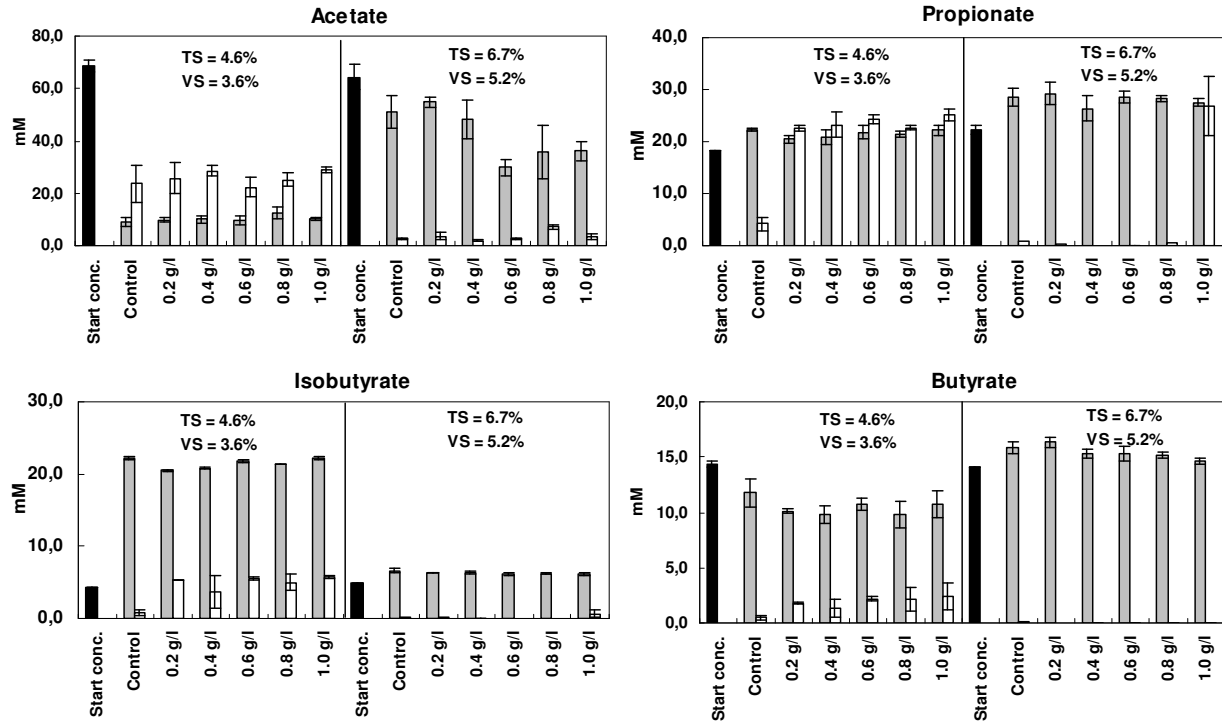 Acetate
80,0
60,0
40,0
20,0
0,0
mM
TS = 4.6%
VS = 3.6%
TS = 6.7%
VS = 5.2%
Start conc.
Control
0.2 g/l
0.4 g/l
0.6 g/l
0.8 g/l
1.0 g/l
Start conc.
Control
0.2 g/l
0.4 g/l
0.6 g/l
0.8 g/l
1.0 g/l
Propionate
40,0
30,0
20,0
10,0
0,0
mM
TS = 4.6%
VS = 3.6%
TS = 6.7%
VS = 5.2%
Start conc.
Control
0.2 g/l
0.4 g/l
0.6 g/l
0.8 g/l
1.0 g/l
Start conc.
Control
0.2 g/l
0.4 g/l
0.6 g/l
0.8 g/l
1.0 g/l
Isobutyrate
30,0
20,0
10,0
0,0
mM
TS = 4.6%
VS = 3.6%
TS = 6.7%
VS = 5.2%
Start conc.
Control
0.2 g/l
0.4 g/l
0.6 g/l
0.8 g/l
1.0 g/l
Start conc.
Control
0.2 g/l
0.4 g/l
0.6 g/l
0.8 g/l
1.0 g/l
Butyrate
20,0
15,0
10,0
5,0
0,0
mM
TS = 4.6%
VS = 3.6%
TS = 6.7%
VS = 5.2%
Start conc.
Control
0.2 g/l
0.4 g/l
0.6 g/l
0.8 g/l
1.0 g/l
Start conc.
Control
0.2 g/l
0.4 g/l
0.6 g/l
0.8 g/l
1.0 g/l